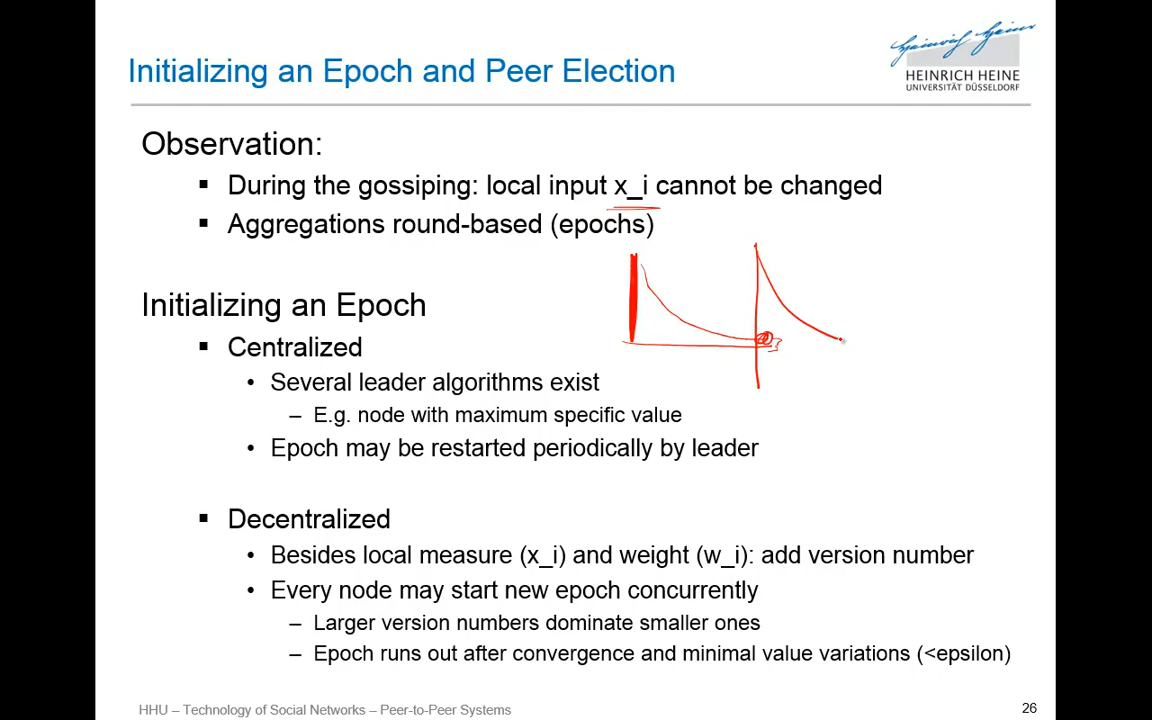 Initializing an Epoch and Peer Election
Heinrich Heine
HEINRICH HEINE
UNIVERSITÄT DÜSSELDORF
Observation:
▪ During the gossiping: local input x_i cannot be changed
▪ Aggregations round-based (epochs)
Initializing an Epoch
▪ Centralized
• Several leader algorithms exist
– E.g. node with maximum specific value
• Epoch may be restarted periodically by leader
▪ Decentralized
• Besides local measure (x_i) and weight (w_i): add version number
• Every node may start new epoch concurrently
– Larger version numbers dominate smaller ones
– Epoch runs out after convergence and minimal value variations (<epsilon)
HHU – Technology of Social Networks – Peer-to-Peer Systems
26